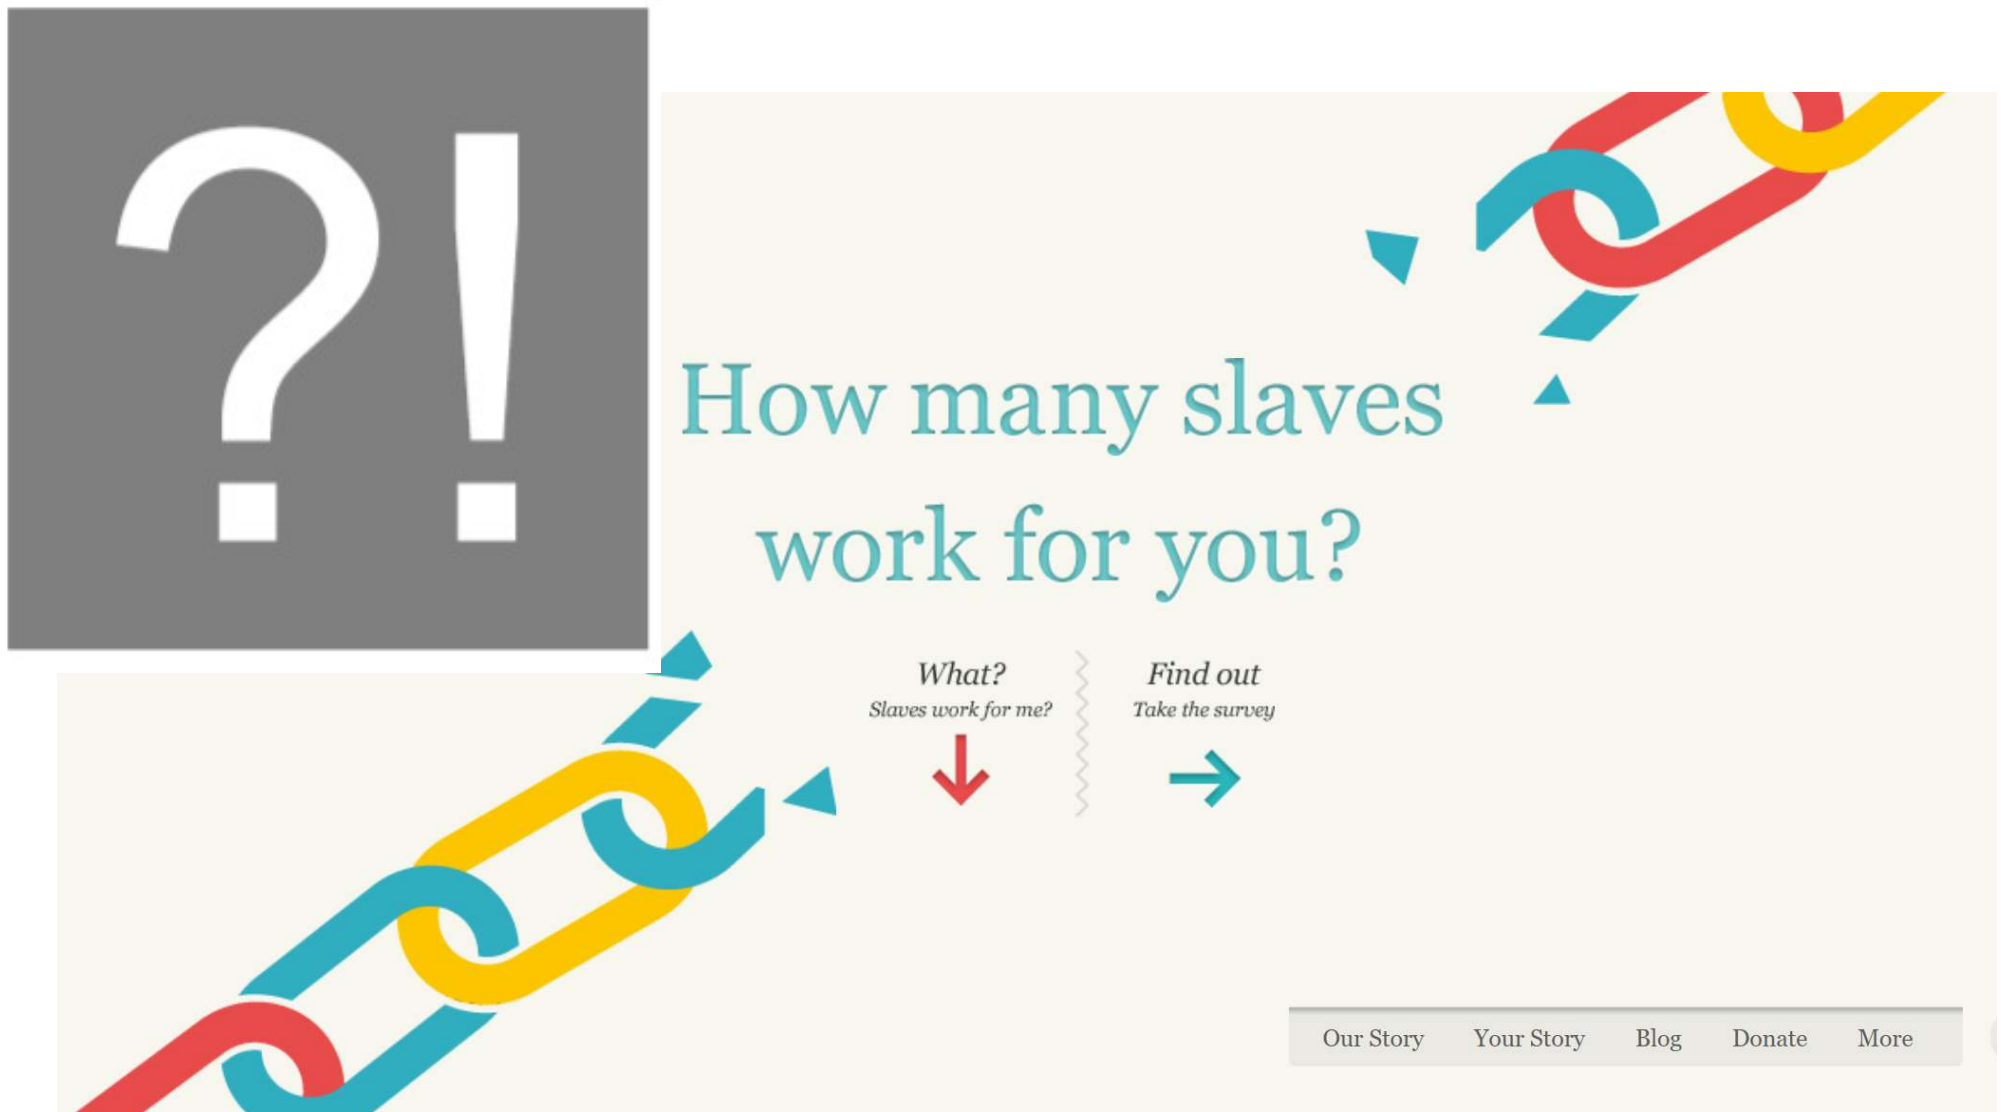 ?!
How many slaves
work for you?
What?
Slaves work for me?
Find out
Take the survey
Our Story Your Story Blog Donate More